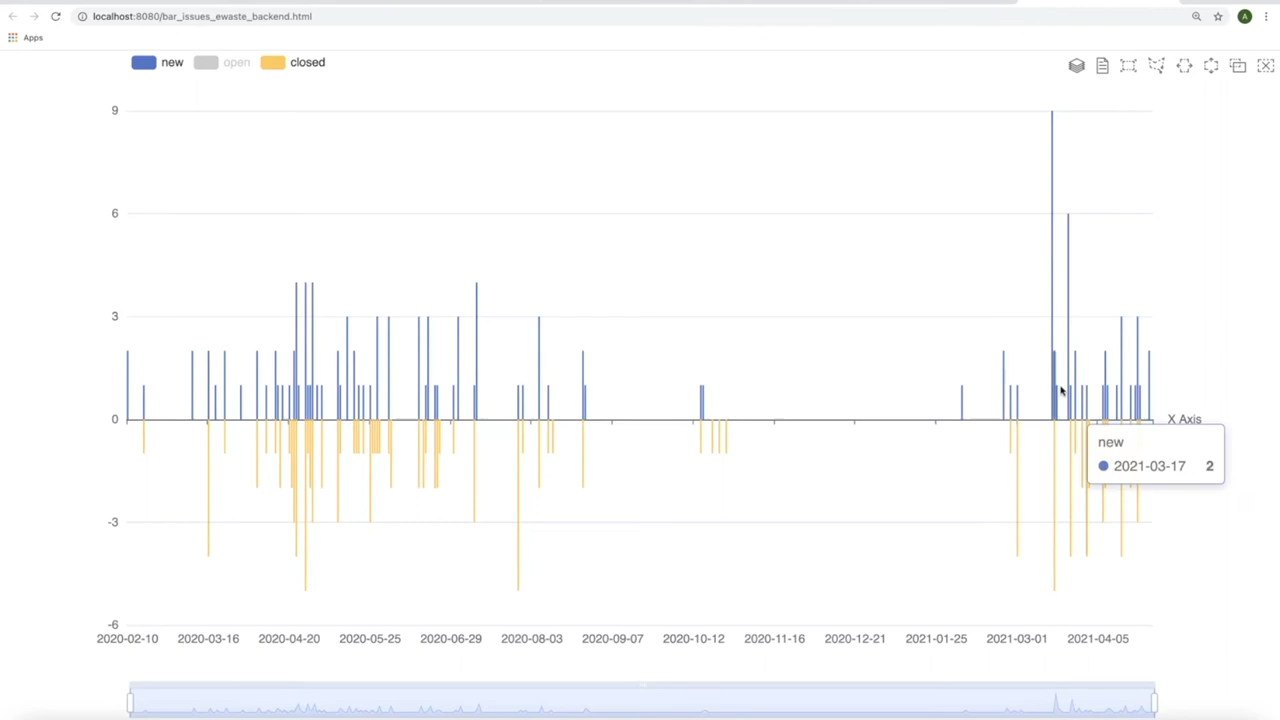 localhost:8080/bar_issues_ewaste_backend.html
A
Apps
new open closed
9
6
3
0
-3
-6
X Axis
new
2021-03-17 2
2020-02-10 2020-03-16 2020-04-20 2020-05-25 2020-06-29 2020-08-03 2020-09-07 2020-10-12 2020-11-16 2020-12-21 2021-01-25 2021-03-01 2021-04-05